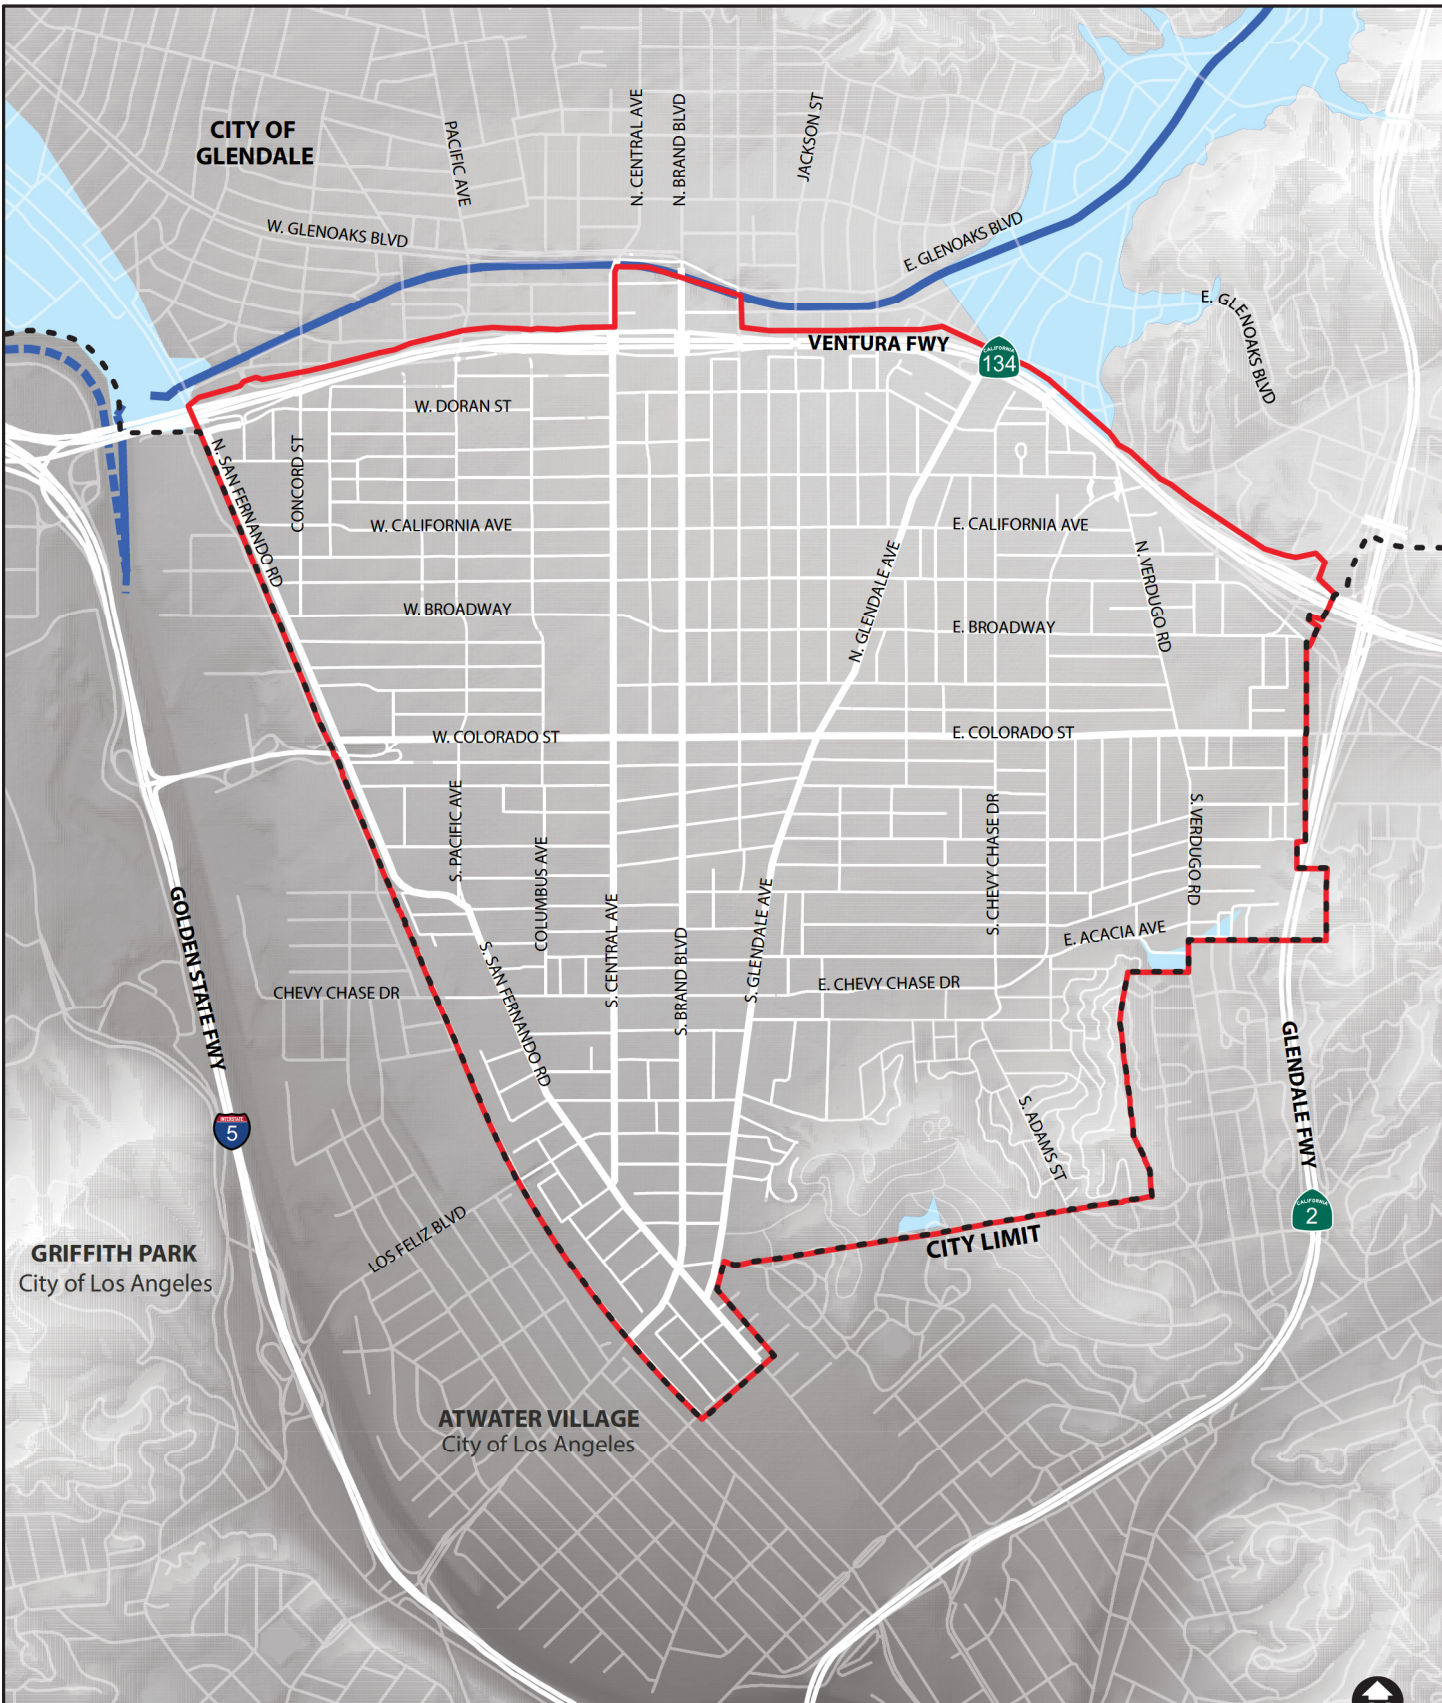 CITY OF
GLENDALE
PACIFIC AVE
N. CENTRAL AVE
N. BRAND BLVD
JACKSON ST
W. GLENOAKS BLVD
E. GLENOAKS BLVD
E. GLENOAKS BLVD
VENTURA FWY
CALIFORNIA
134
W. DORAN ST
N. SAN FERNANDO RD
CONCORD ST
W. CALIFORNIA AVE
E. CALIFORNIA AVE
N. GLENDALE AVE
N. VERDUGO RD
W. BROADWAY
E. BROADWAY
W. COLORADO ST
E. COLORADO ST
S. PACIFIC AVE
COLUMBUS AVE
S. CHEVY CHASE DR
S. VERDUGO RD
GOLDEN STATE FWY
S. CENTRAL AVE
S. BRAND BLVD
S. GLENDALE AVE
E. ACACIA AVE
CHEVY CHASE DR
S. SAN FERNANDO RD
E. CHEVY CHASE DR
GLENDALE FWY
S. ADAMS ST
INTERSTATE
5
CALIFORNIA
2
LOS FELIZ BLVD
CITY LIMIT
GRIFFITH PARK
City of Los Angeles
ATWATER VILLAGE
City of Los Angeles